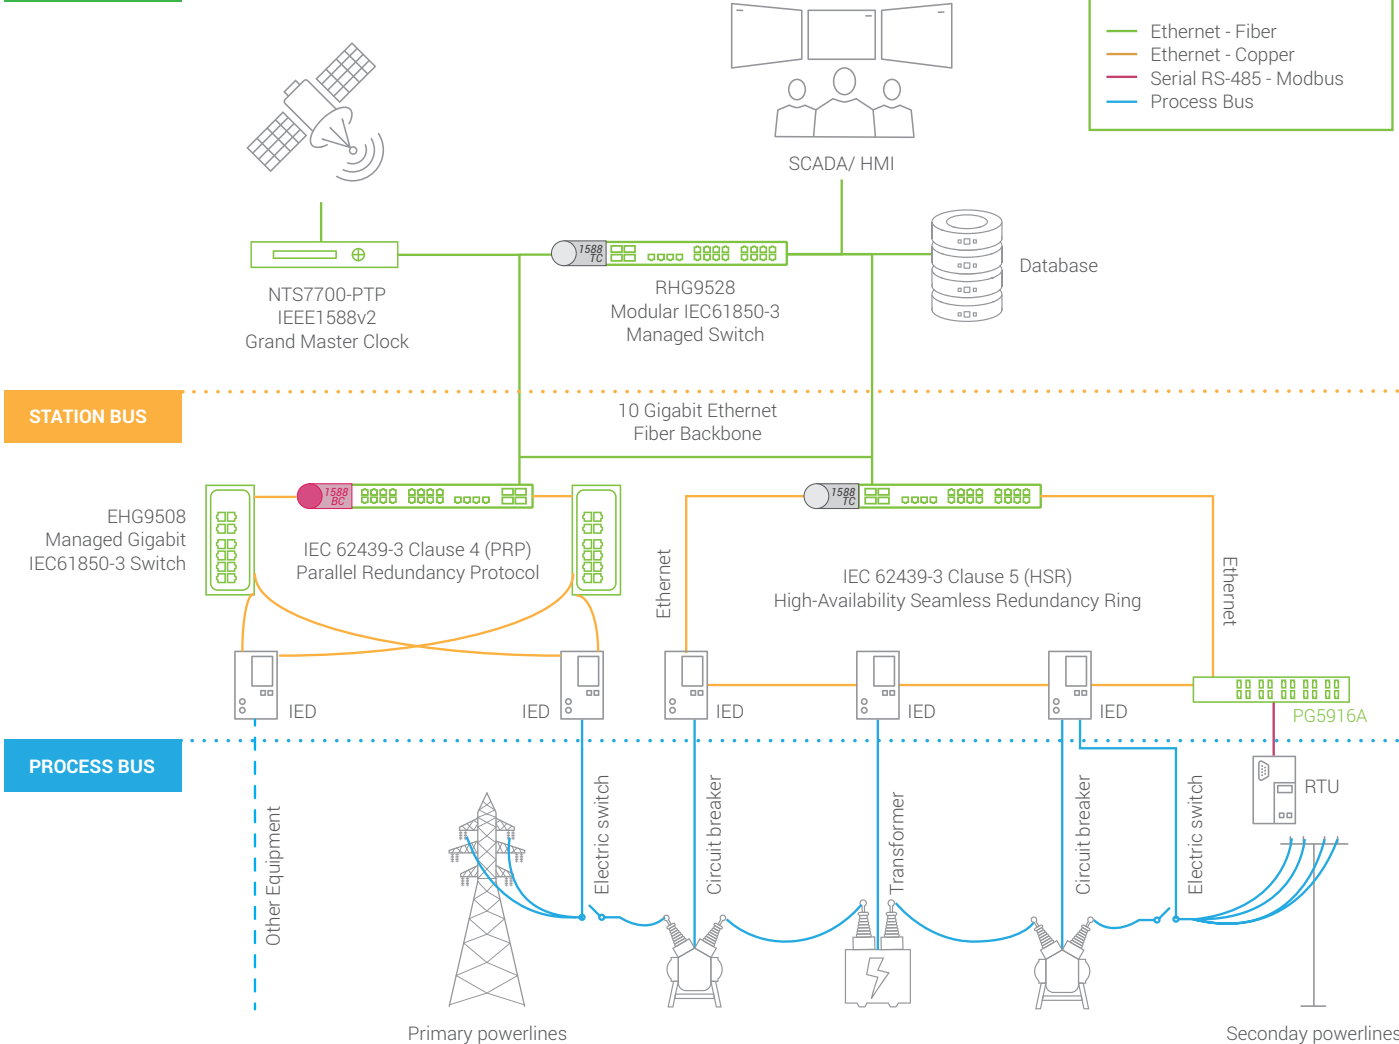 Ethernet - Fiber
Ethernet - Copper
Serial RS-485 - Modbus
Process Bus
SCADA/ HMI
1588
TC
Database
NTS7700-PTP
IEEE1588v2
Grand Master Clock
RHG9528
Modular IEC61850-3
Managed Switch
STATION BUS
10 Gigabit Ethernet
Fiber Backbone
1588
BC
1588
TC
EHG9508
Managed Gigabit
IEC61850-3 Switch
IEC 62439-3 Clause 4 (PRP)
Parallel Redundancy Protocol
Ethernet
IEC 62439-3 Clause 5 (HSR)
High-Availability Seamless Redundancy Ring
Ethernet
IED
IED
IED
IED
IED
PG5916A
PROCESS BUS
RTU
Other Equipment
Electric switch
Circuit breaker
Transformer
Circuit breaker
Electric switch
Primary powerlines
Seconday powerlines